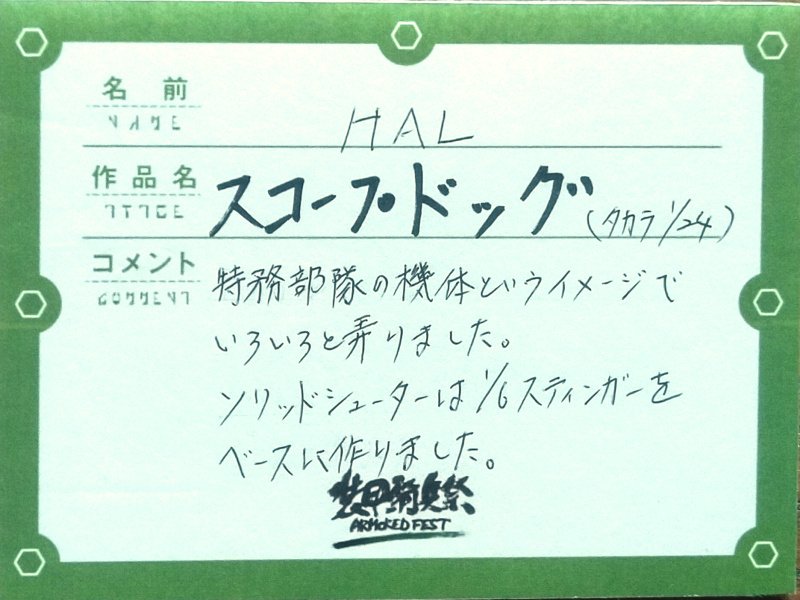 名前
NAME
HAL
作品名
TITLE
スコープドッグ(タカラ 1/24)
コメント
COMMENT
特務部隊の機体というイメージで
いろいろと弄りました。
ソリッドシューターは 1/6 スティンガーを
ベースに作りました。
装甲騎兵祭
ARMORED FEST